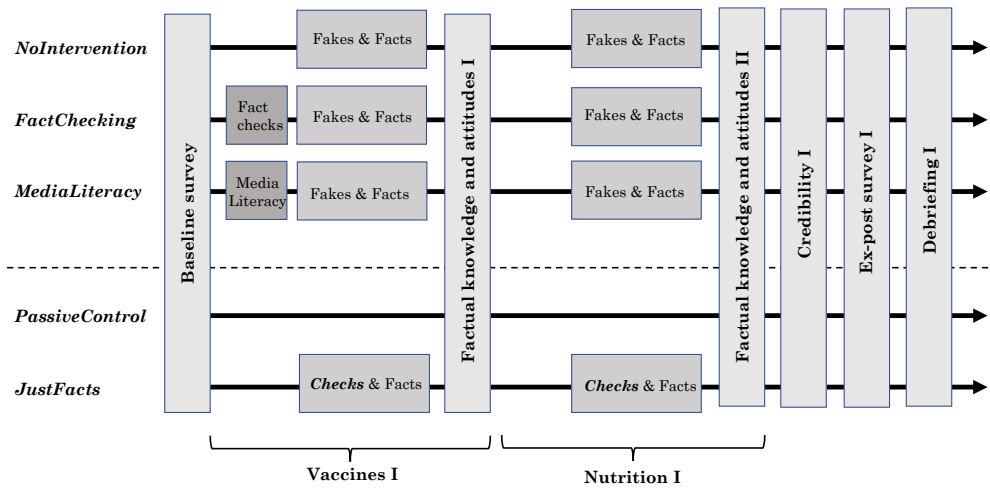 NoIntervention
FactChecking
MediaLiteracy
PassiveControl
JustFacts
Baseline survey
Fakes & Facts
Fact
checks
Fakes & Facts
Media
Literacy
Fakes & Facts
Checks & Facts
Factual knowledge and attitudes I
Fakes & Facts
Fakes & Facts
Fakes & Facts
Checks & Facts
Factual knowledge and attitudes II
Credibility I
Ex-post survey I
Debriefing I
Vaccines I
Nutrition I